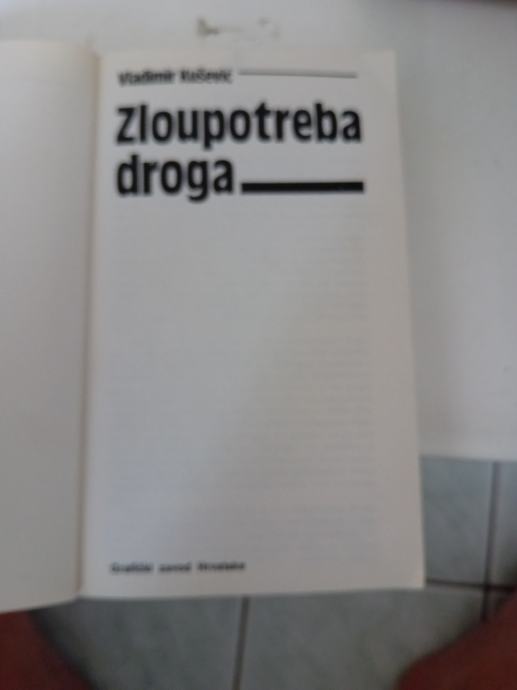 Vladimir Kušević
Zloupotreba
droga
Grafički zavod Hrvatske